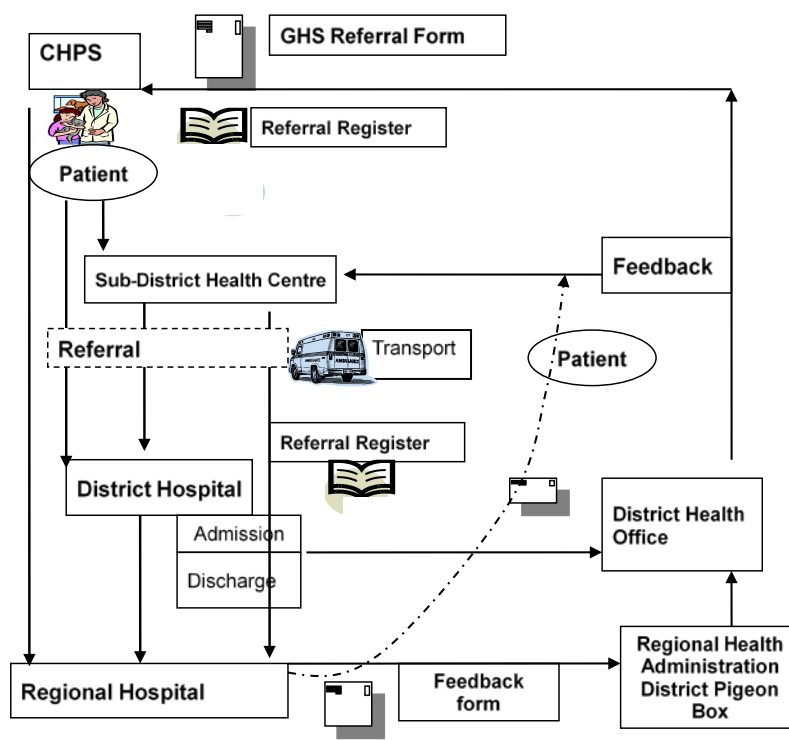 CHPS
GHS Referral Form
Referral Register
Patient
Sub-District Health Centre
Feedback
Referral
Transport
Patient
Referral Register
District Hospital
Admission
Discharge
District Health
Office
Regional Hospital
Feedback
form
Regional Health
Administration
District Pigeon
Box